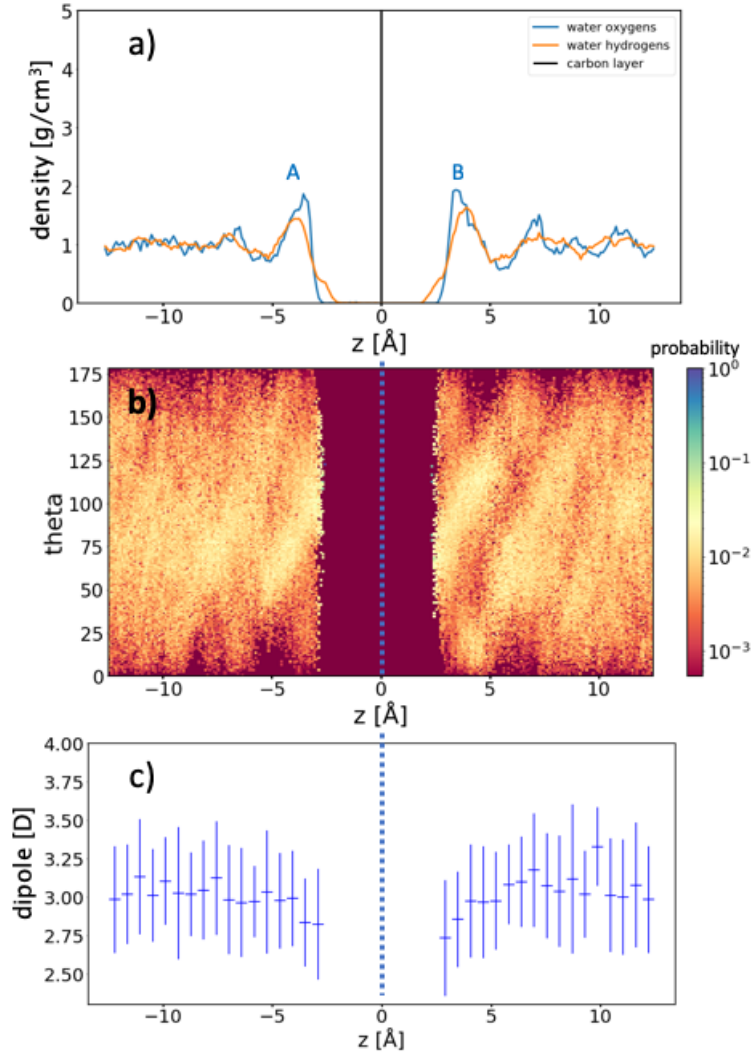 a)
water oxygens
water hydrogens
carbon layer
A
B
density [g/cm³]
5
4
3
2
1
0
−10
−5
0
5
10
z [Å]
probability
b)
theta
175
150
125
100
75
50
25
0
10⁰
10⁻¹
10⁻²
10⁻³
−10
−5
0
5
10
z [Å]
c)
dipole [D]
4.00
3.75
3.50
3.25
3.00
2.75
2.50
−10
−5
0
5
10
z [Å]